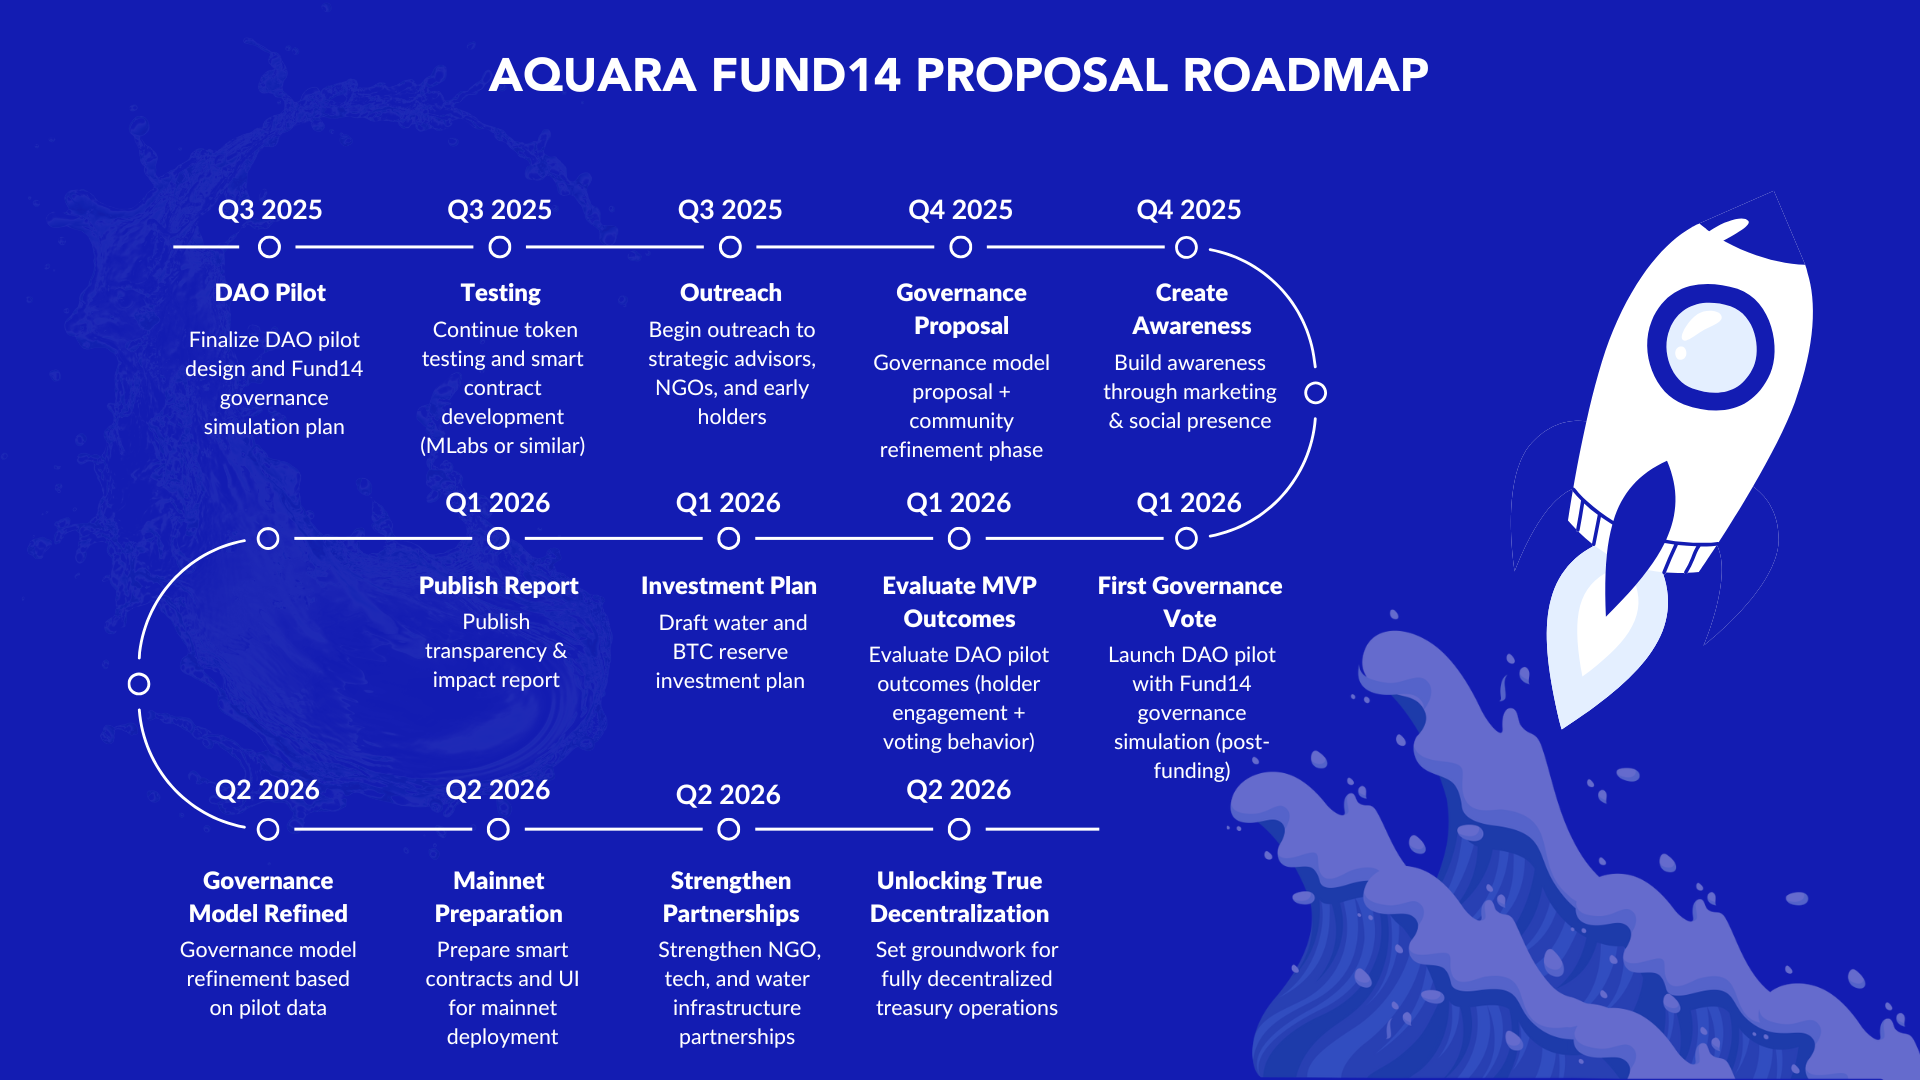 AQUARA FUND14 PROPOSAL ROADMAP
Q3 2025
DAO Pilot
Finalize DAO pilot
design and Fund14
governance
simulation plan
Q3 2025
Testing
Continue token
testing and smart
contract
development
(MLabs or similar)
Q3 2025
Outreach
Begin outreach to
strategic advisors,
NGOs, and early
holders
Q4 2025
Governance
Proposal
Governance model
proposal +
community
refinement phase
Q4 2025
Create
Awareness
Build awareness
through marketing
& social presence
Q1 2026
First Governance
Vote
Launch DAO pilot
with Fund14
governance
simulation (post-
funding)
Q1 2026
Evaluate MVP
Outcomes
Evaluate DAO pilot
outcomes (holder
engagement +
voting behavior)
Q1 2026
Investment Plan
Draft water and
BTC reserve
investment plan
Q1 2026
Publish Report
Publish
transparency &
impact report
Q2 2026
Governance
Model Refined
Governance model
refinement based
on pilot data
Q2 2026
Mainnet
Preparation
Prepare smart
contracts and UI
for mainnet
deployment
Q2 2026
Strengthen
Partnerships
Strengthen NGO,
tech, and water
infrastructure
partnerships
Q2 2026
Unlocking True
Decentralization
Set groundwork for
fully decentralized
treasury operations